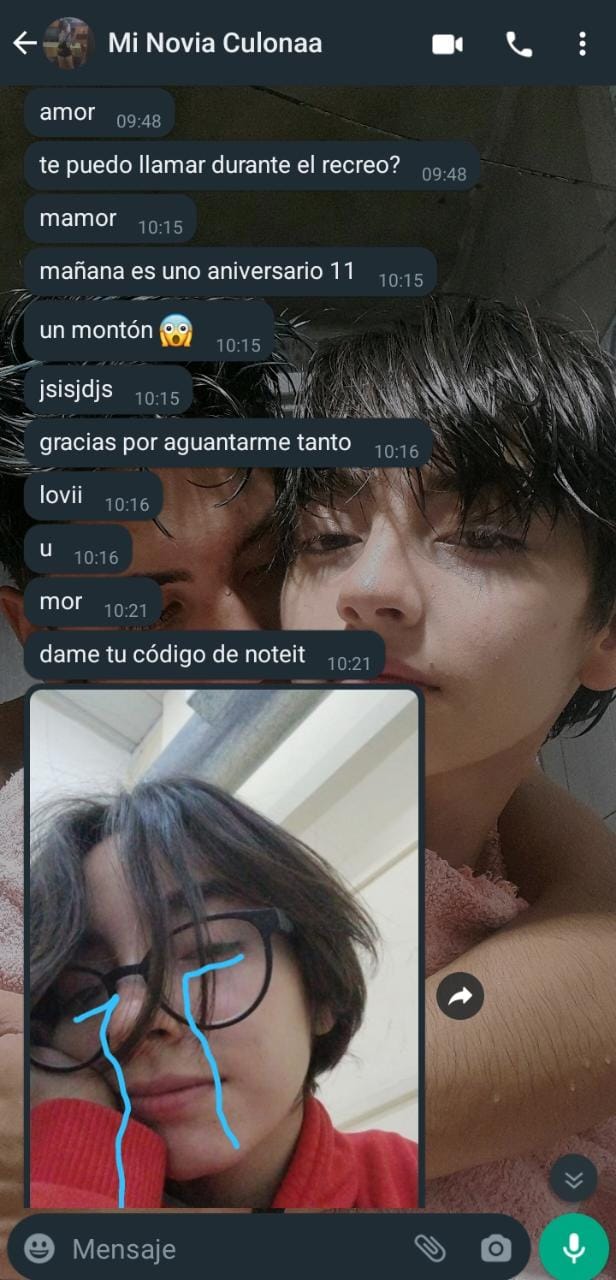 Mi Novia Culonaa
amor 09:48
te puedo llamar durante el recreo? 09:48
mamor 10:15
mañana es uno aniversario 11 10:15
un montón 😱 10:15
jsisjdjs 10:15
gracias por aguantarme tanto 10:16
lovii 10:16
u 10:16
mor 10:21
dame tu código de noteit 10:21
Mensaje